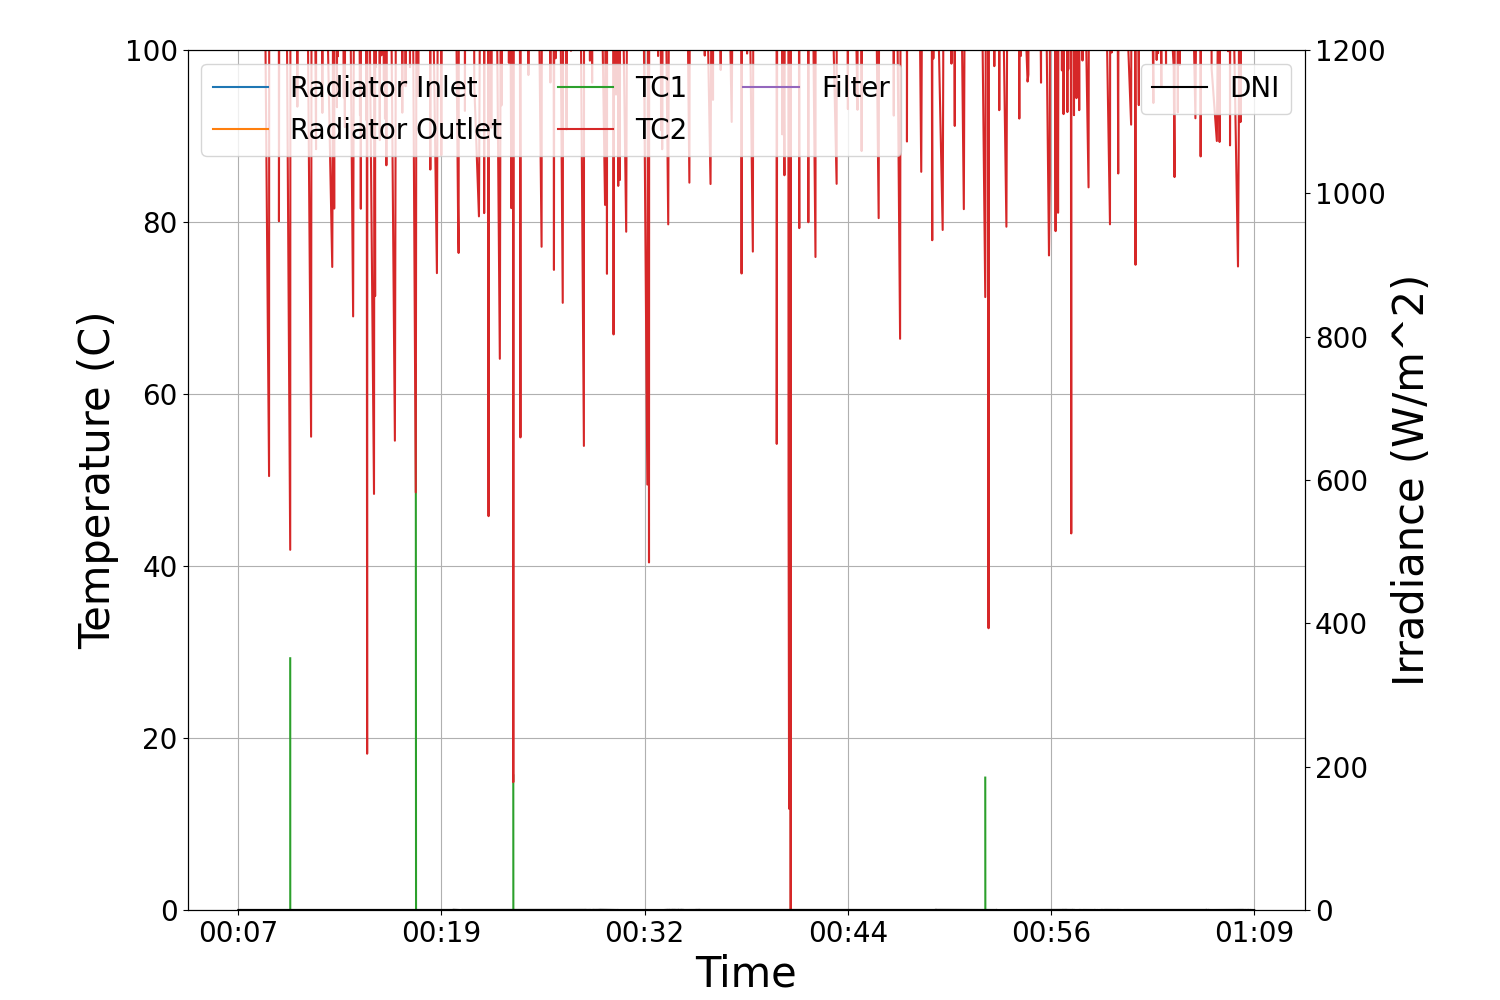 Radiator Inlet
Radiator Outlet
TC1
TC2
Filter
DNI
Temperature (C)
100
80
60
40
20
0
1200
1000
800
600
400
200
0
Irradiance (W/m^2)
00:07 00:19 00:32 00:44 00:56 01:09
Time